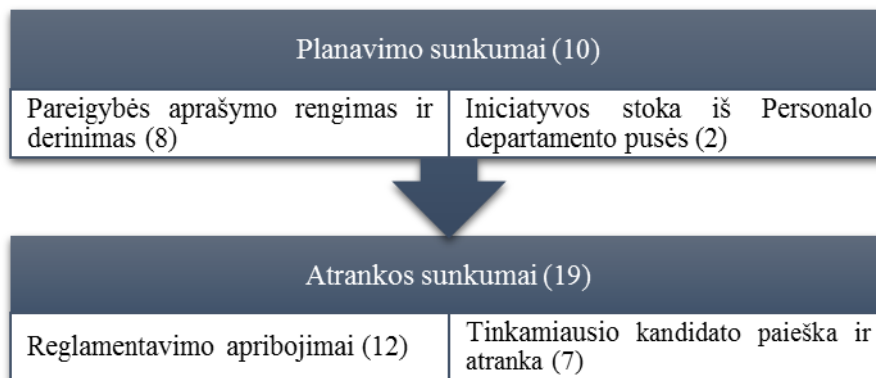 Planavimo sunkumai (10)
Pareigybės aprašymo rengimas ir
derinimas (8)
Iniciatyvos stoka iš Personalo
departamento pusės (2)
Atrankos sunkumai (19)
Reglamentavimo apribojimai (12)
Tinkamiausio kandidato paieška ir
atranka (7)